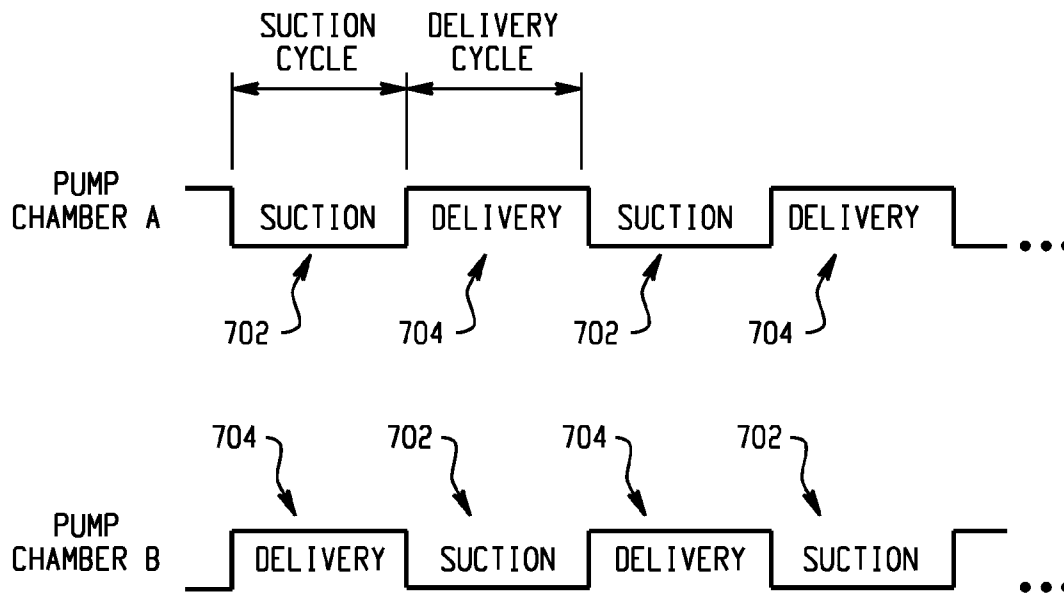 SUCTION CYCLE
DELIVERY CYCLE
PUMP CHAMBER A
SUCTION
DELIVERY
SUCTION
DELIVERY
702
704
702
704
704
702
704
702
PUMP CHAMBER B
DELIVERY
SUCTION
DELIVERY
SUCTION